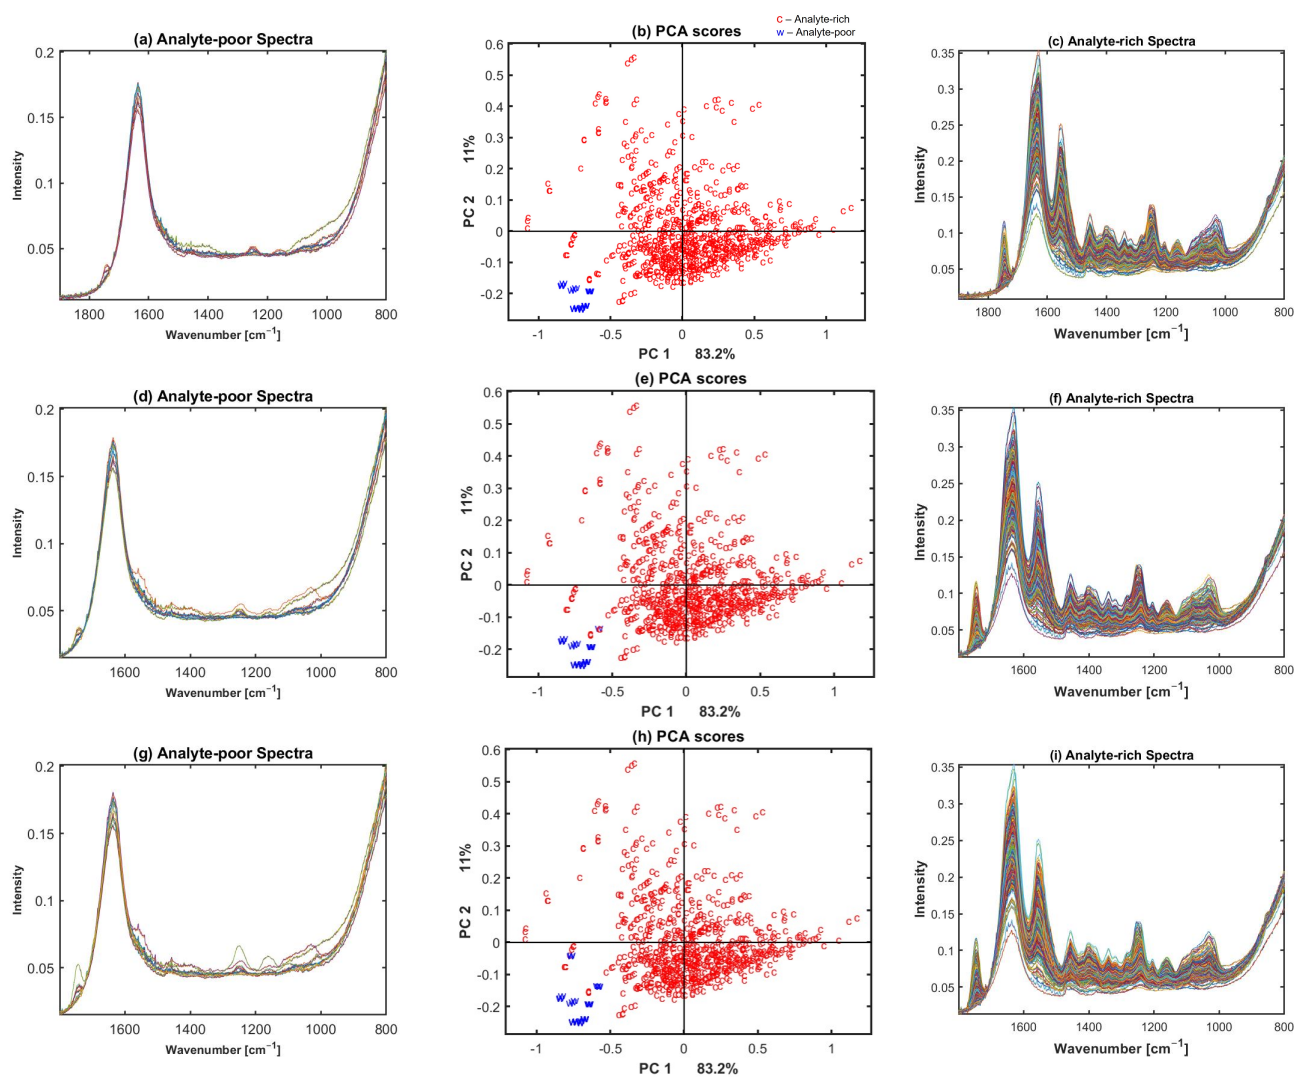 C – Analyte-rich
W – Analyte-poor
(a) Analyte-poor Spectra
0.2
0.15
0.1
0.05
Intensity
1800 1600 1400 1200 1000 800
Wavenumber [cm⁻¹]
(b) PCA scores
0.6
0.5
0.4
0.3
0.2
0.1
0
-0.1
-0.2
PC 2 11%
-1 -0.5 0 0.5 1
PC 1 83.2%
(c) Analyte-rich Spectra
0.35
0.3
0.25
0.2
0.15
0.1
0.05
Intensity
1800 1600 1400 1200 1000 800
Wavenumber [cm⁻¹]
(d) Analyte-poor Spectra
0.2
0.15
0.1
0.05
Intensity
1600 1400 1200 1000 800
Wavenumber [cm⁻¹]
(e) PCA scores
0.6
0.5
0.4
0.3
0.2
0.1
0
-0.1
-0.2
PC 2 11%
-1 -0.5 0 0.5 1
PC 1 83.2%
(f) Analyte-rich Spectra
0.35
0.3
0.25
0.2
0.15
0.1
0.05
Intensity
1600 1400 1200 1000 800
Wavenumber [cm⁻¹]
(g) Analyte-poor Spectra
0.2
0.15
0.1
0.05
Intensity
1600 1400 1200 1000 800
Wavenumber [cm⁻¹]
(h) PCA scores
0.6
0.5
0.4
0.3
0.2
0.1
0
-0.1
-0.2
PC 2 11%
-1 -0.5 0 0.5 1
PC 1 83.2%
(i) Analyte-rich Spectra
0.35
0.3
0.25
0.2
0.15
0.1
0.05
Intensity
1600 1400 1200 1000 800
Wavenumber [cm⁻¹]